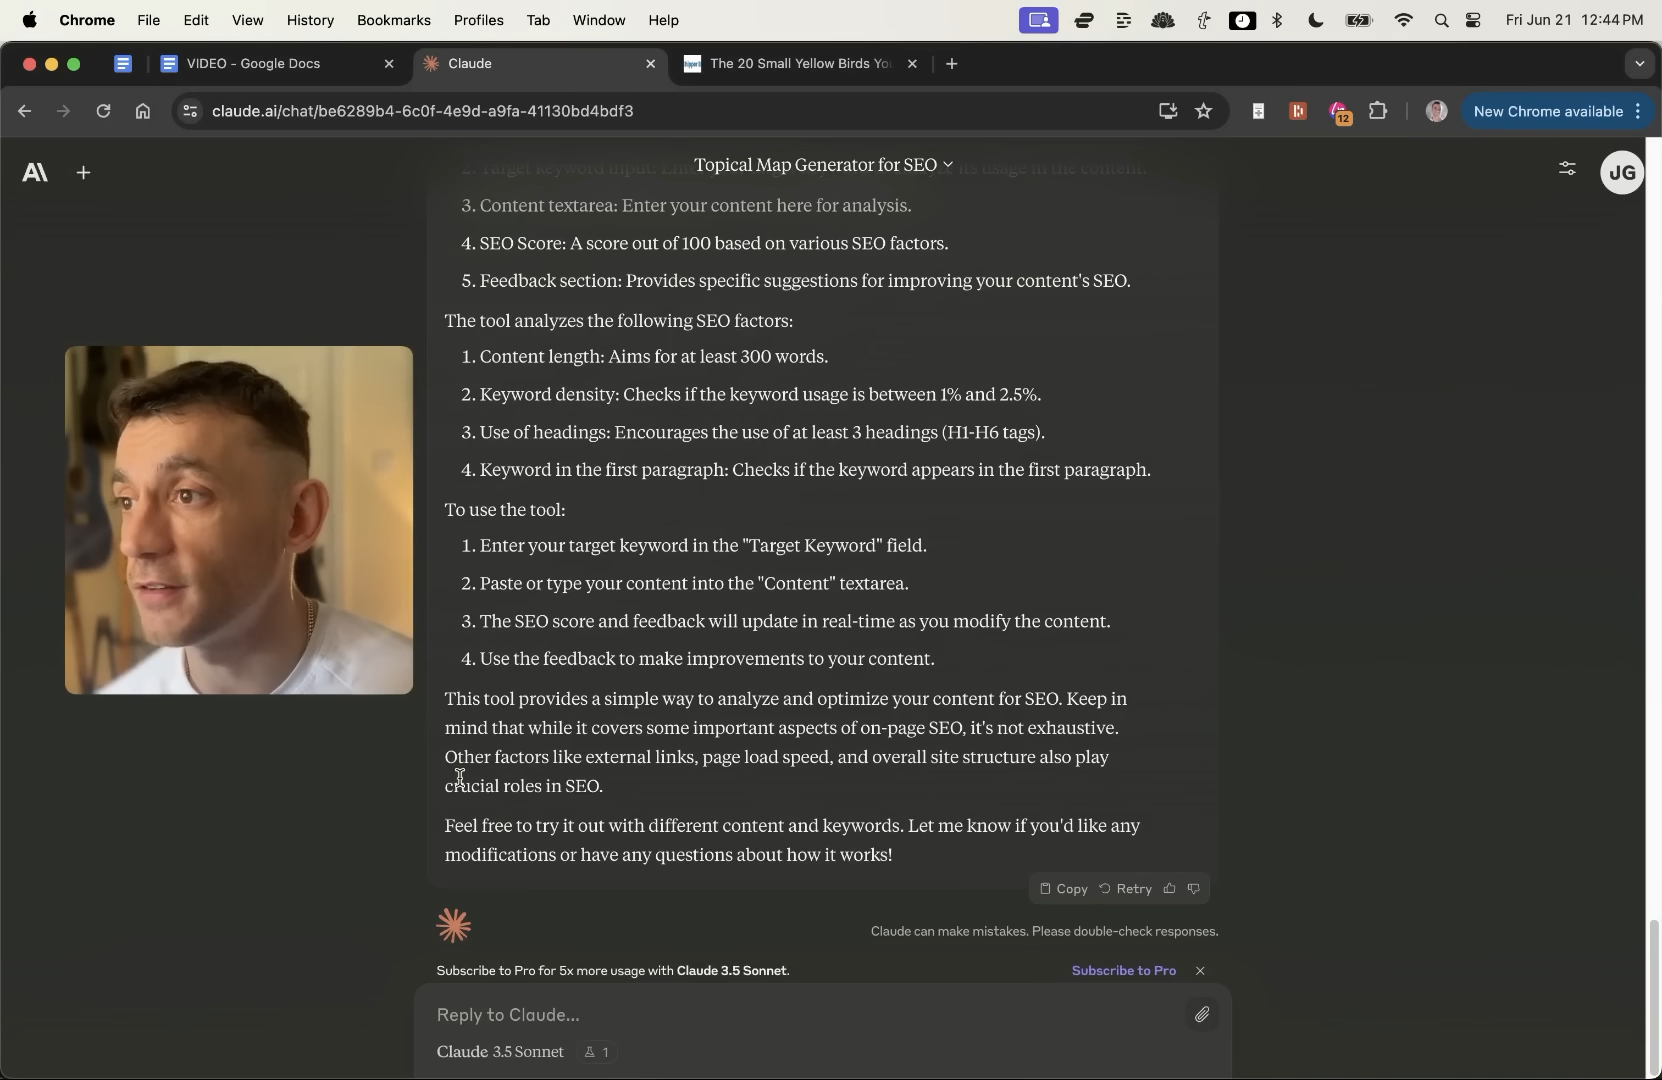 Chrome File Edit View History Bookmarks Profiles Tab Window Help Fri Jun 21 12:44 PM
VIDEO - Google Docs Claude The 20 Small Yellow Birds Yo
claude.ai/chat/be6289b4-6c0f-4e9d-a9fa-41130bd4bdf3 12 New Chrome available
Topical Map Generator for SEO
JG
3. Content textarea: Enter your content here for analysis.
4. SEO Score: A score out of 100 based on various SEO factors.
5. Feedback section: Provides specific suggestions for improving your content's SEO.
The tool analyzes the following SEO factors:
1. Content length: Aims for at least 300 words.
2. Keyword density: Checks if the keyword usage is between 1% and 2.5%.
3. Use of headings: Encourages the use of at least 3 headings (H1-H6 tags).
4. Keyword in the first paragraph: Checks if the keyword appears in the first paragraph.
To use the tool:
1. Enter your target keyword in the "Target Keyword" field.
2. Paste or type your content into the "Content" textarea.
3. The SEO score and feedback will update in real-time as you modify the content.
4. Use the feedback to make improvements to your content.
This tool provides a simple way to analyze and optimize your content for SEO. Keep in
mind that while it covers some important aspects of on-page SEO, it's not exhaustive.
Other factors like external links, page load speed, and overall site structure also play
crucial roles in SEO.
Feel free to try it out with different content and keywords. Let me know if you'd like any
modifications or have any questions about how it works!
Copy Retry
Claude can make mistakes. Please double-check responses.
Subscribe to Pro for 5x more usage with Claude 3.5 Sonnet. Subscribe to Pro
Reply to Claude...
Claude 3.5 Sonnet 1